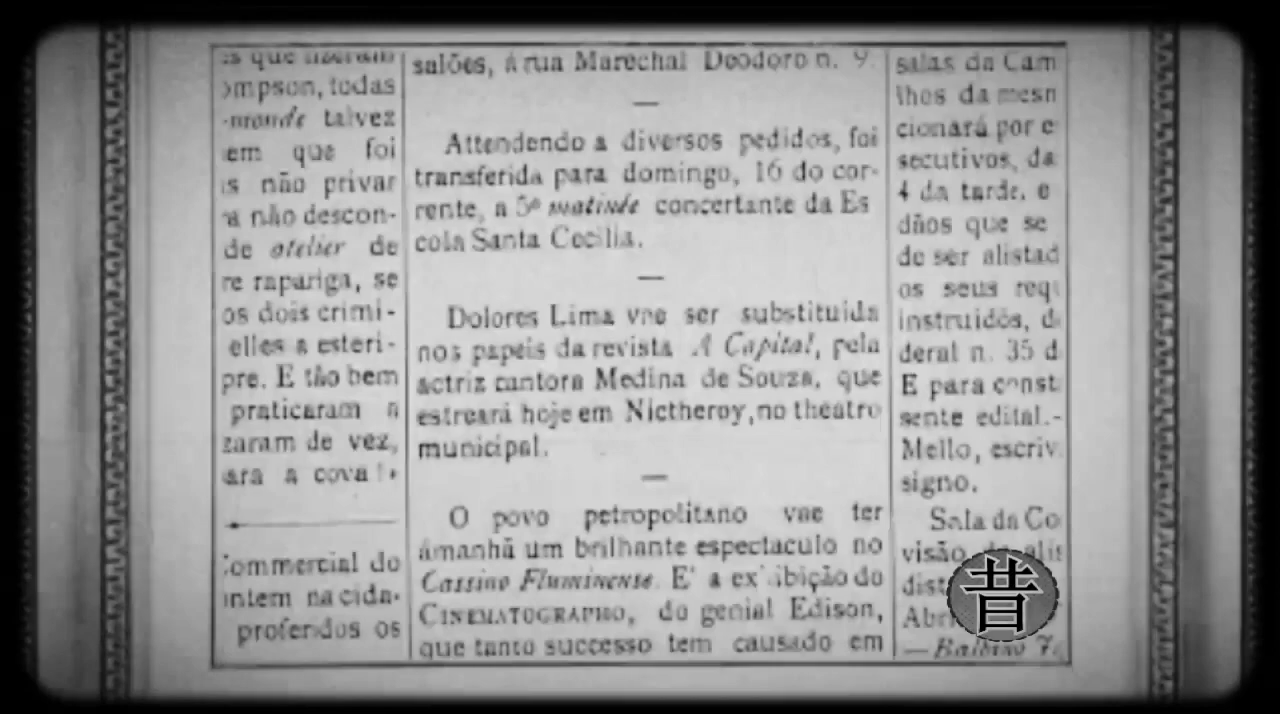 es que fizeram
ompson, todas
-monde talvez
em que foi
s não privar
a não descon-
de atelier de
re rapariga, se
os dois crimi-
elles a esteri-
pre. E tão bem
praticaram a
zaram de vez,
ara a cova!
Commercial do
ntem na cida-
proferidos os
salões, á rua Marechal Deodoro n. 9.
Attendendo a diversos pedidos, foi
transferida para domingo, 16 do cor-
rente, a 5ª matinée concertante da Es
cola Santa Cecilia.
Dolores Lima vae ser substituida
nos papeis da revista A Capital, pela
actriz cantora Medina de Souza, que
estreará hoje em Nictheroy, no theatro
municipal.
O povo petropolitano vae ter
ámanhã um brilhante espectaculo no
Cassino Fluminense. E' a exibição do
CINEMATOGRAPHO, do genial Edison,
que tanto successo tem causado em
salas da Cam
lhos da mesm
cionará por c
secutivos, da
4 da tarde, e
dãos que se
de ser alistad
os seus requ
instruidos, d
deral n. 35 d
E para const
sente edital.-
Mello, escriv
signo.
Sala da Co
visão de alis
dist
Abri
—Balbino
昔